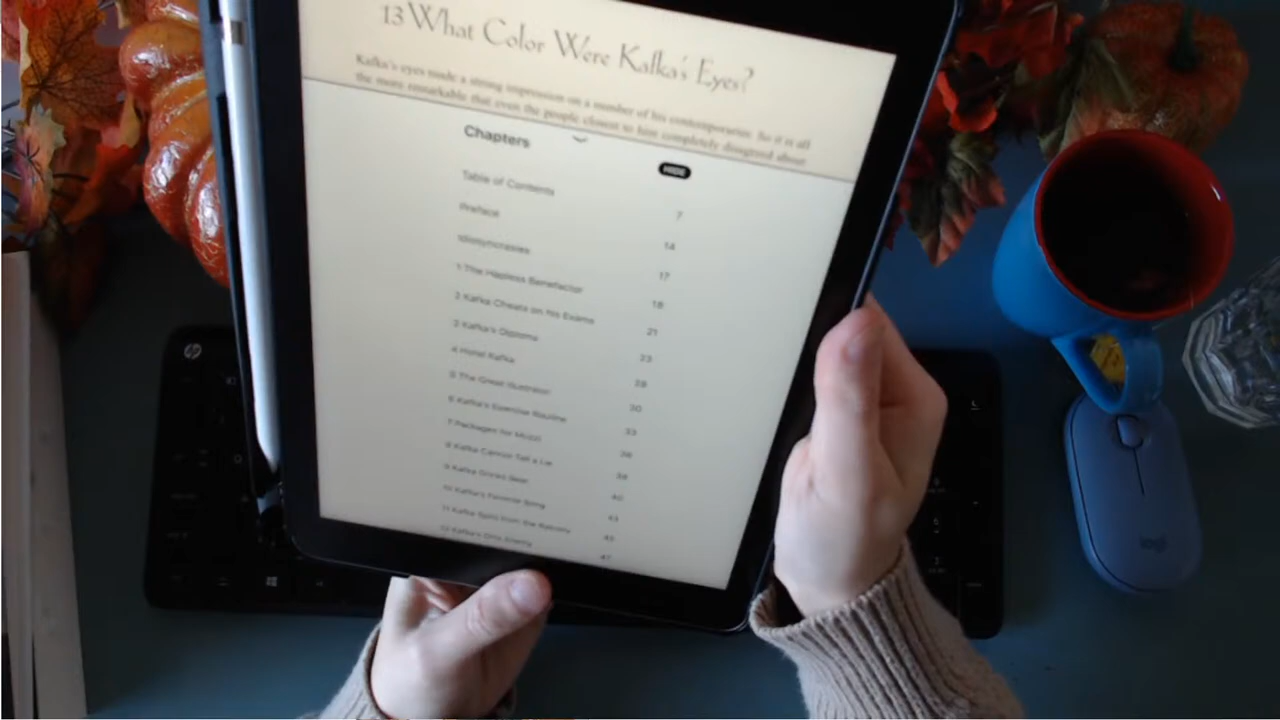 13 What Color Were Kafka's Eyes?
Kafka's eyes made a strong impression on a number of his contemporaries. So it is all
the more remarkable that even the people closest to him completely disagreed about
Chapters
HIDE
Table of Contents 7
Preface 14
Idiosyncrasies 17
1 The Hapless Benefactor 18
2 Kafka Cheats on his Exams 21
3 Kafka's Diploma 23
4 Hotel Kafka 28
5 The Great Illustrator 30
6 Kafka's Exercise Routine 33
7 Packages for 36
8 Kafka Cannot Tell a Lie 38
9 Kafka Drinks Beer 40
10 Kafka's Favorite Song 43
11 Kafka Spits from the Balcony 45
12 Kafka's Only Enemy 47
hp
logi